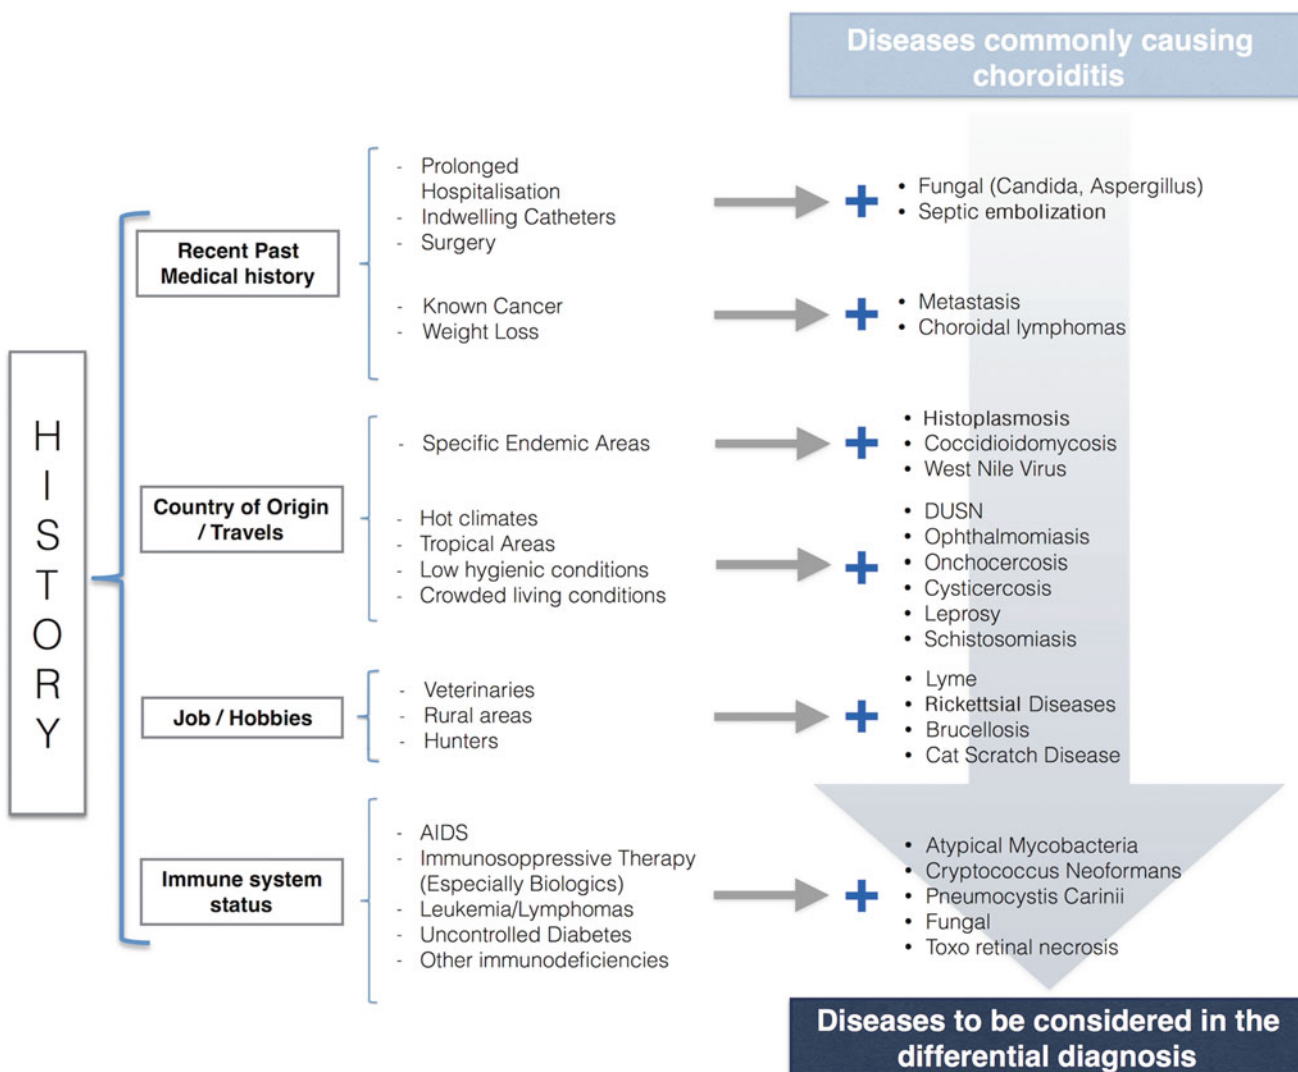 Diseases commonly causing
choroiditis
HISTORY
Recent Past
Medical history
- Prolonged
Hospitalisation
- Indwelling Catheters
- Surgery
+
• Fungal (Candida, Aspergillus)
• Septic embolization
- Known Cancer
- Weight Loss
+
• Metastasis
• Choroidal lymphomas
Country of Origin
/ Travels
- Specific Endemic Areas
+
• Histoplasmosis
• Coccidioidomycosis
• West Nile Virus
- Hot climates
- Tropical Areas
- Low hygienic conditions
- Crowded living conditions
+
• DUSN
• Ophthalmomiasis
• Onchocercosis
• Cysticercosis
• Leprosy
• Schistosomiasis
Job / Hobbies
- Veterinaries
- Rural areas
- Hunters
+
• Lyme
• Rickettsial Diseases
• Brucellosis
• Cat Scratch Disease
Immune system
status
- AIDS
- Immunosoppressive Therapy
(Especially Biologics)
- Leukemia/Lymphomas
- Uncontrolled Diabetes
- Other immunodeficiencies
+
• Atypical Mycobacteria
• Cryptococcus Neoformans
• Pneumocystis Carinii
• Fungal
• Toxo retinal necrosis
Diseases to be considered in the
differential diagnosis